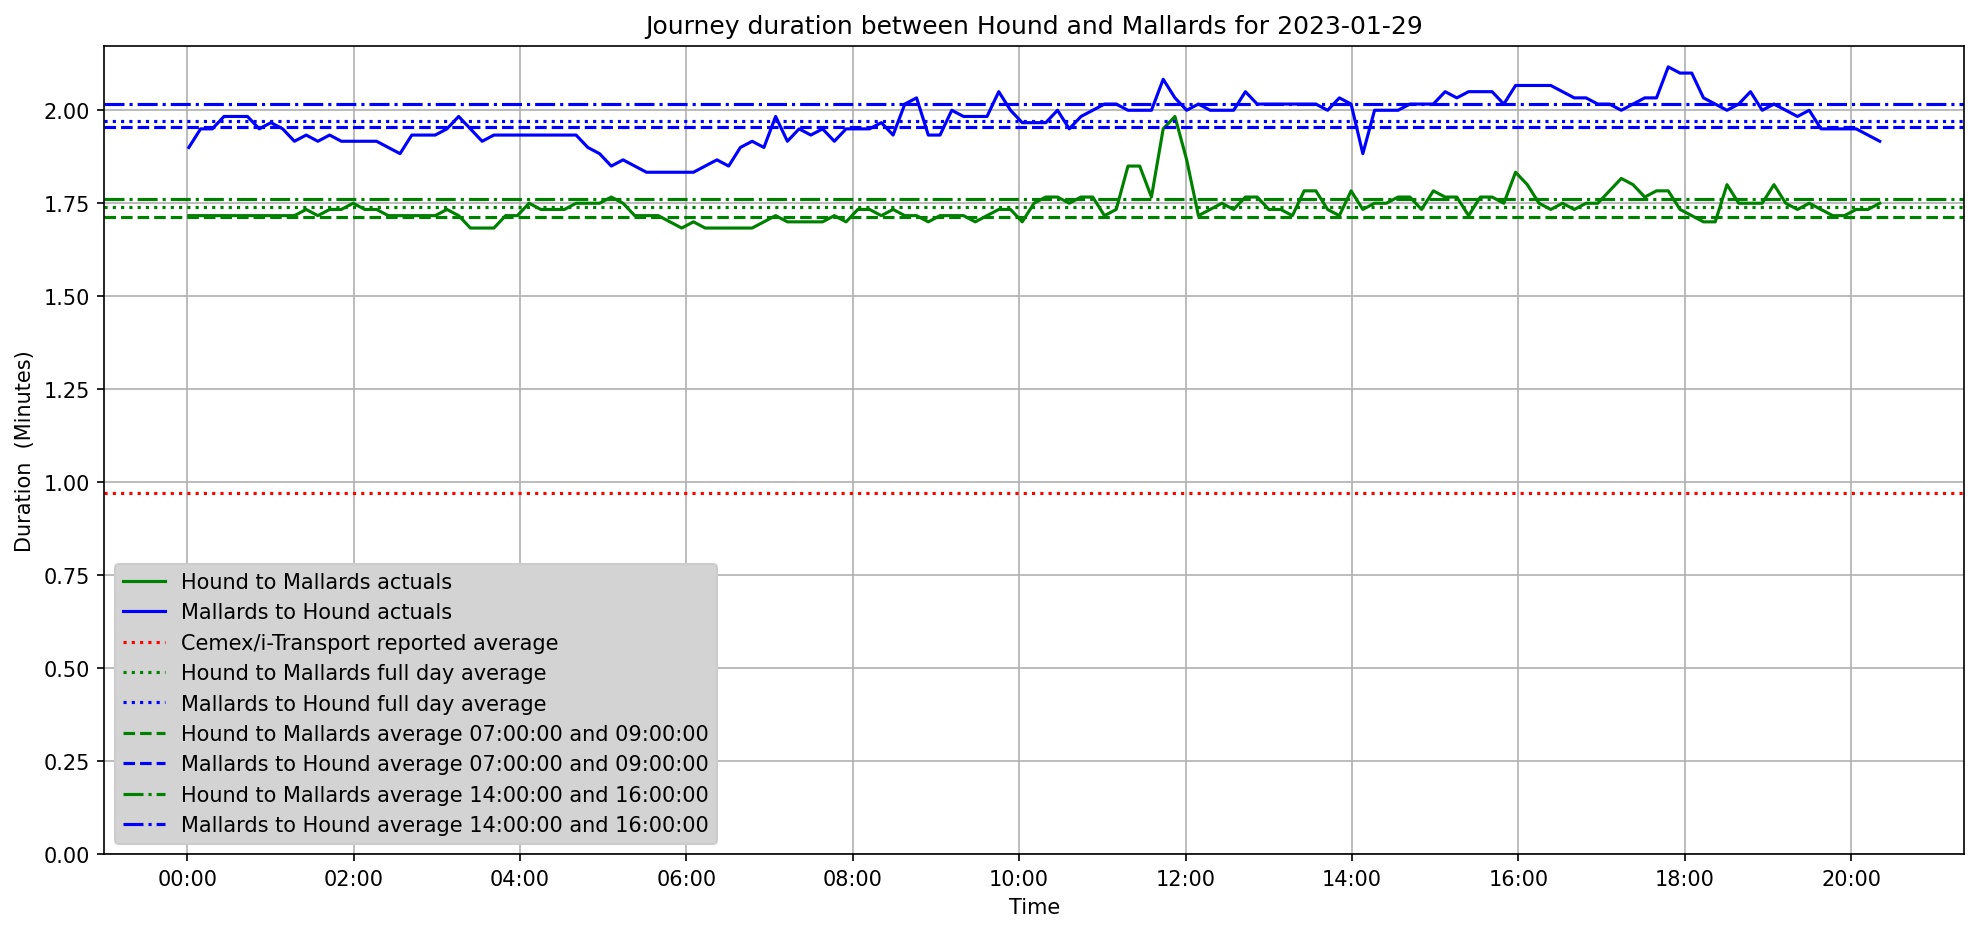 Journey duration between Hound and Mallards for 2023-01-29
2.00
1.75
1.50
1.25
1.00
0.75
0.50
0.25
0.00
Duration  (Minutes)
Hound to Mallards actuals
Mallards to Hound actuals
Cemex/i-Transport reported average
Hound to Mallards full day average
Mallards to Hound full day average
Hound to Mallards average 07:00:00 and 09:00:00
Mallards to Hound average 07:00:00 and 09:00:00
Hound to Mallards average 14:00:00 and 16:00:00
Mallards to Hound average 14:00:00 and 16:00:00
00:00 02:00 04:00 06:00 08:00 10:00 12:00 14:00 16:00 18:00 20:00
Time